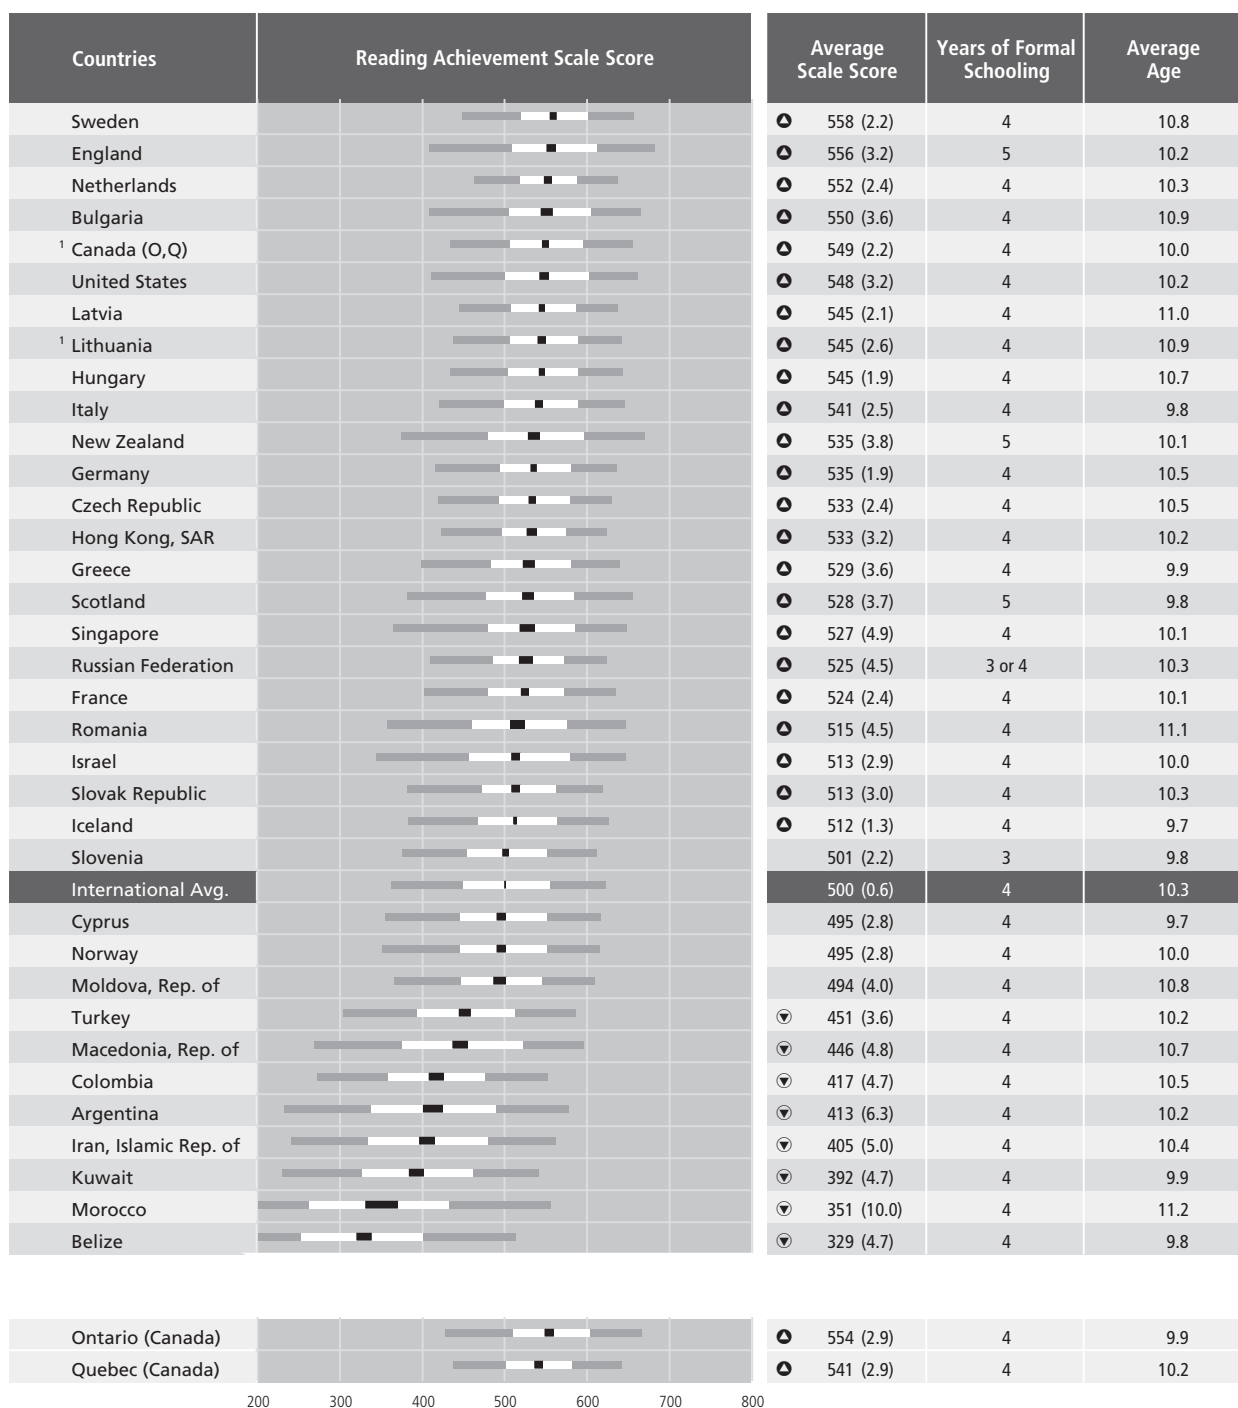 Countries Reading Achievement Scale Score Average Scale Score Years of Formal Schooling Average Age
Sweden 558 (2.2) 4 10.8
England 556 (3.2) 5 10.2
Netherlands 552 (2.4) 4 10.3
Bulgaria 550 (3.6) 4 10.9
1 Canada (O,Q) 549 (2.2) 4 10.0
United States 548 (3.2) 4 10.2
Latvia 545 (2.1) 4 11.0
1 Lithuania 545 (2.6) 4 10.9
Hungary 545 (1.9) 4 10.7
Italy 541 (2.5) 4 9.8
New Zealand 535 (3.8) 5 10.1
Germany 535 (1.9) 4 10.5
Czech Republic 533 (2.4) 4 10.5
Hong Kong, SAR 533 (3.2) 4 10.2
Greece 529 (3.6) 4 9.9
Scotland 528 (3.7) 5 9.8
Singapore 527 (4.9) 4 10.1
Russian Federation 525 (4.5) 3 or 4 10.3
France 524 (2.4) 4 10.1
Romania 515 (4.5) 4 11.1
Israel 513 (2.9) 4 10.0
Slovak Republic 513 (3.0) 4 10.3
Iceland 512 (1.3) 4 9.7
Slovenia 501 (2.2) 3 9.8
International Avg. 500 (0.6) 4 10.3
Cyprus 495 (2.8) 4 9.7
Norway 495 (2.8) 4 10.0
Moldova, Rep. of 494 (4.0) 4 10.8
Turkey 451 (3.6) 4 10.2
Macedonia, Rep. of 446 (4.8) 4 10.7
Colombia 417 (4.7) 4 10.5
Argentina 413 (6.3) 4 10.2
Iran, Islamic Rep. of 405 (5.0) 4 10.4
Kuwait 392 (4.7) 4 9.9
Morocco 351 (10.0) 4 11.2
Belize 329 (4.7) 4 9.8
Ontario (Canada) 554 (2.9) 4 9.9
Quebec (Canada) 541 (2.9) 4 10.2
200 300 400 500 600 700 800